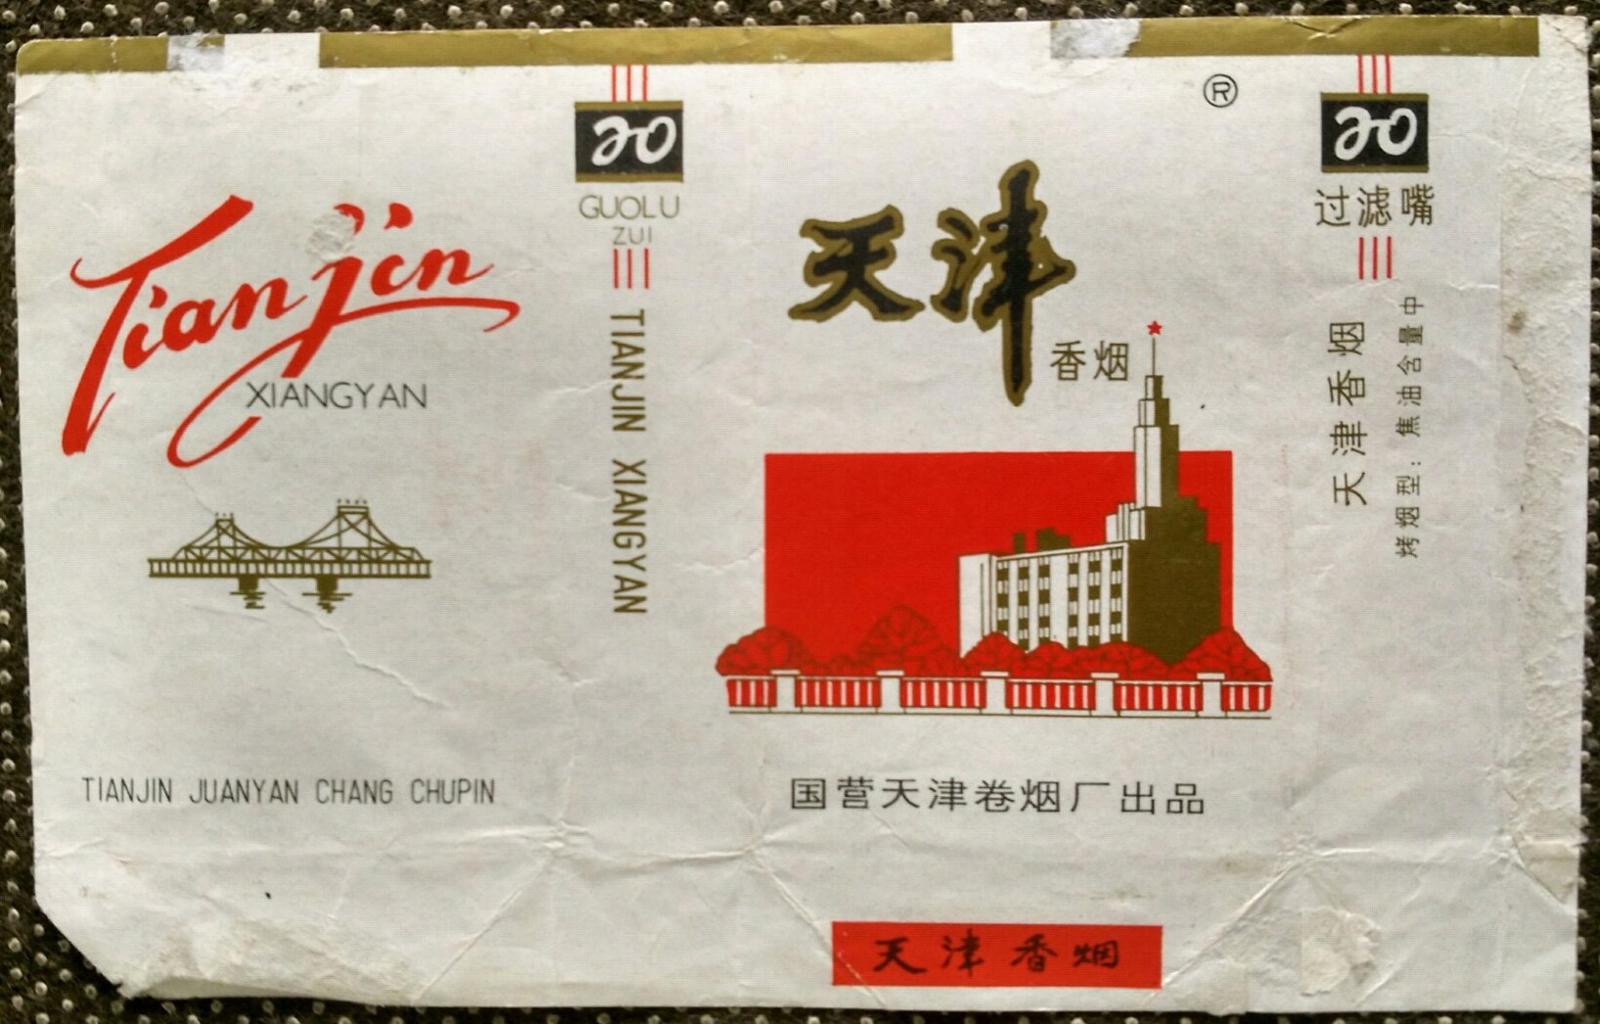 Tianjin
XIANGYAN
TIANJIN JUANYAN CHANG CHUPIN
20
GUOLU
ZUI
TIANJIN XIANGYAN
®
天津
香烟
国营天津卷烟厂出品
天津香烟
20
过滤嘴
天津香烟
烤烟型：焦油含量中